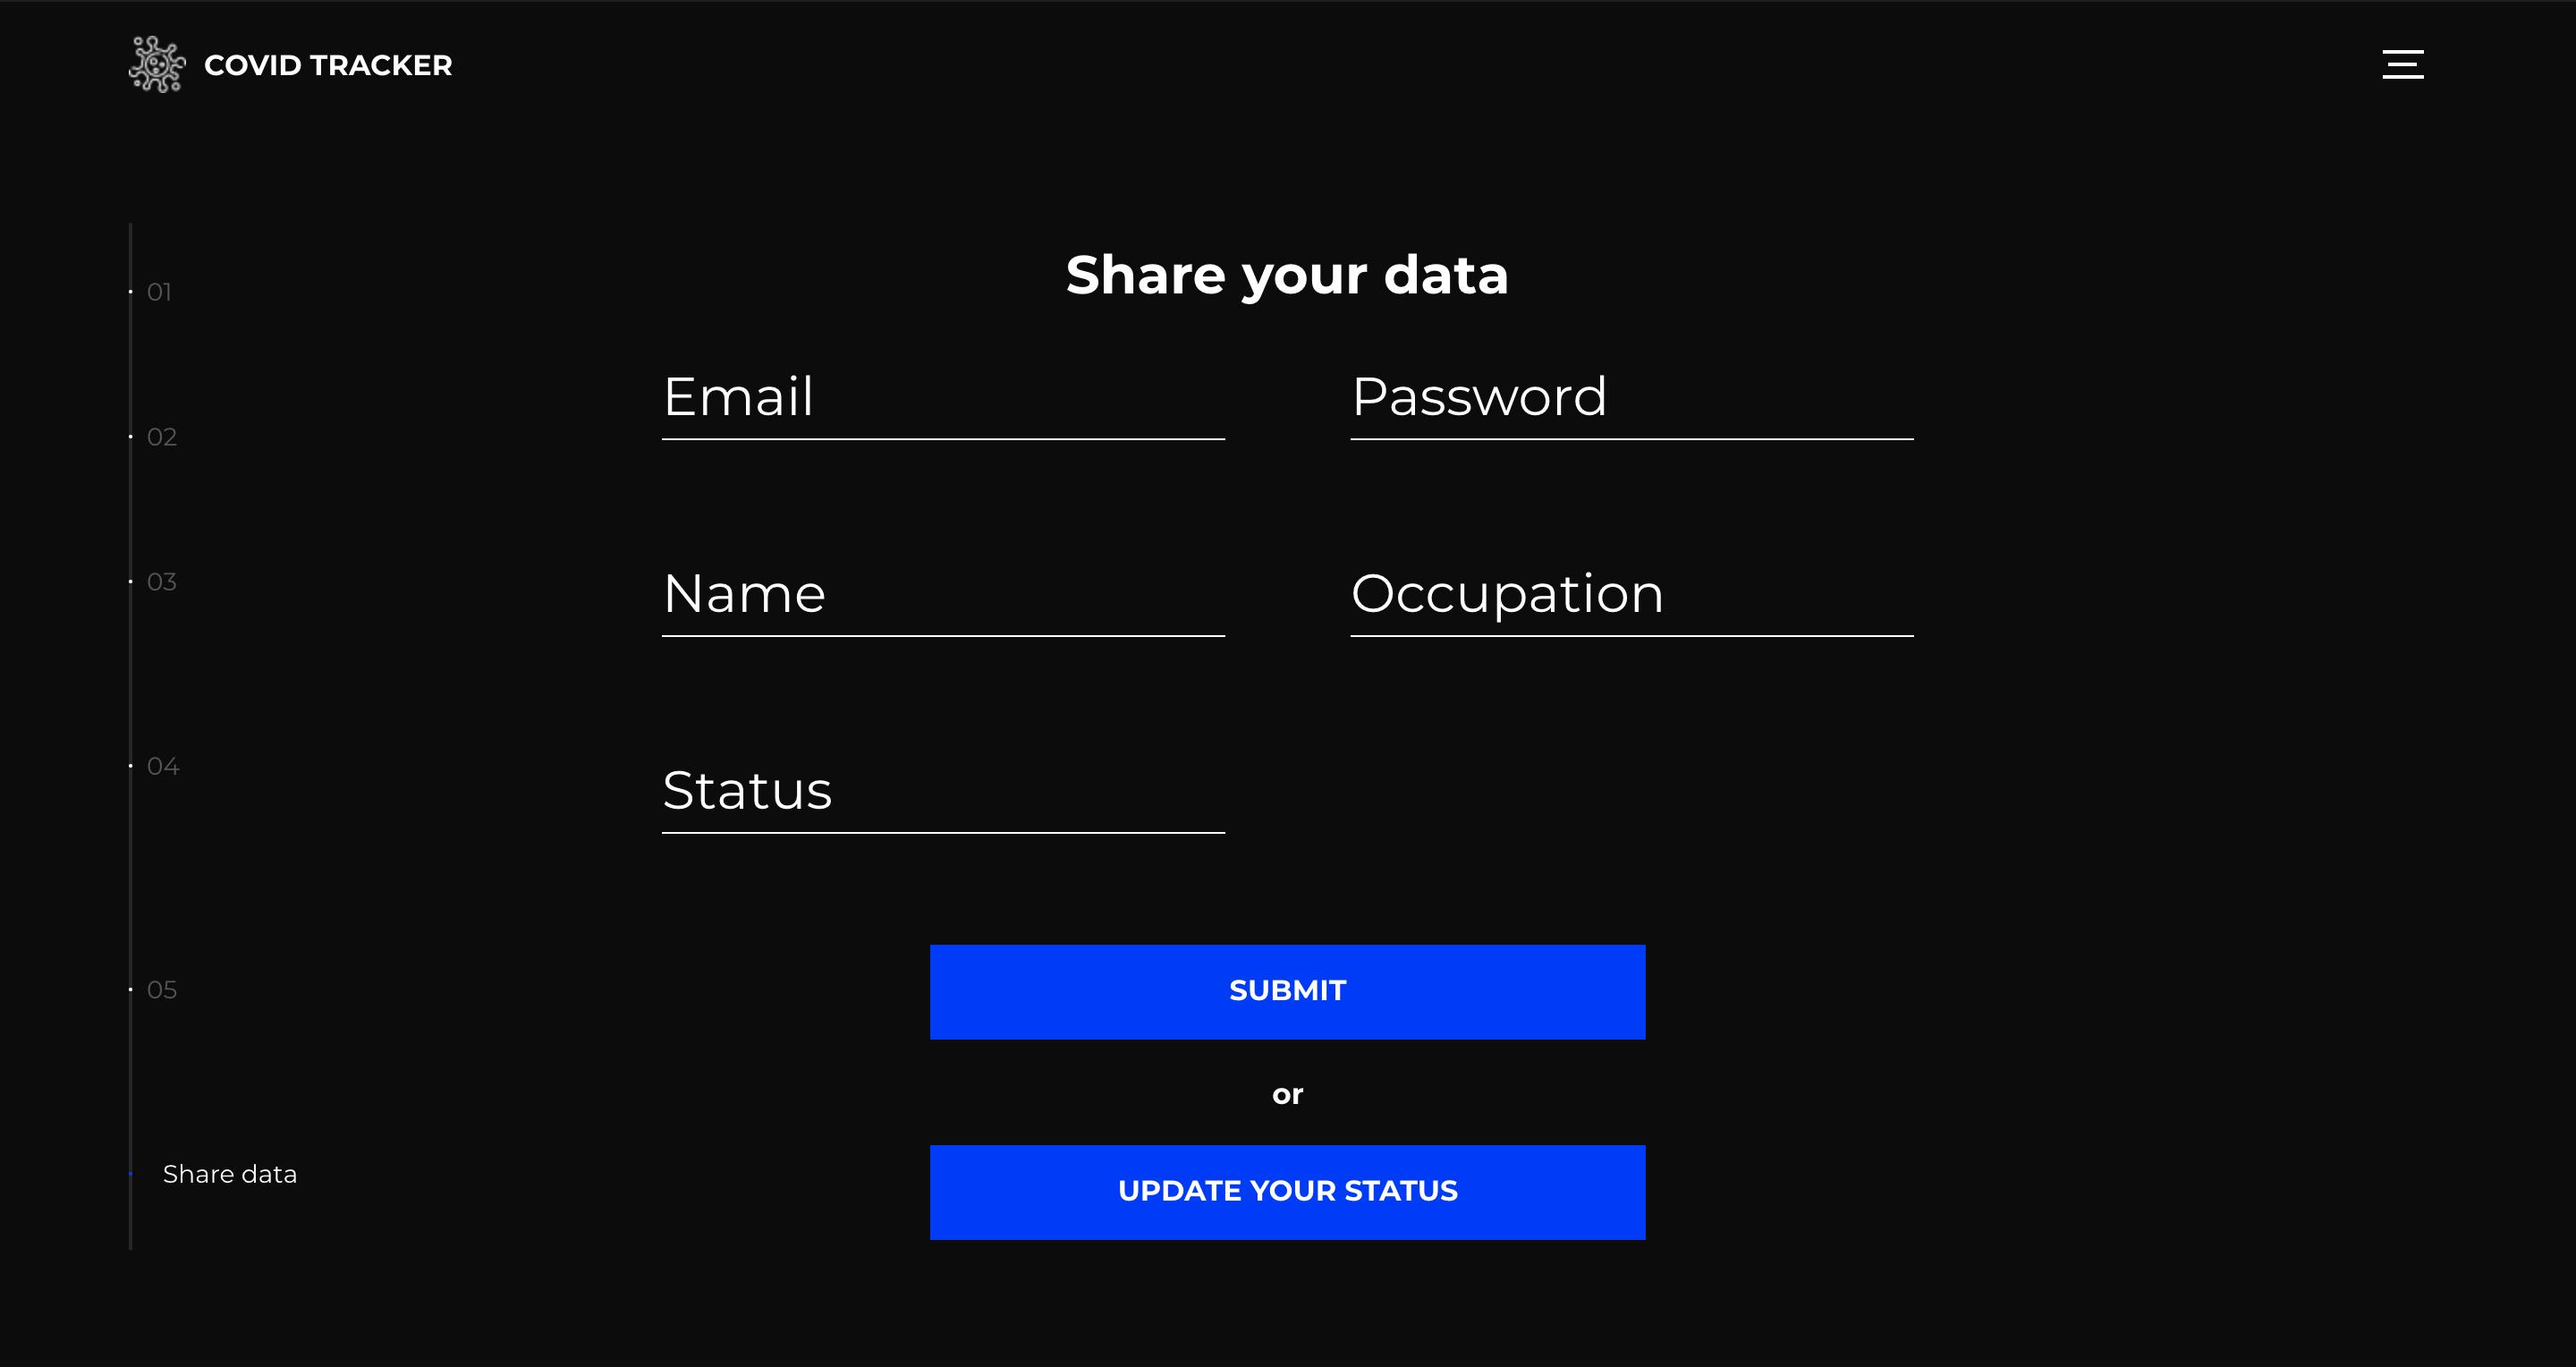 COVID TRACKER
Share your data
01
Email
Password
02
03
Name
Occupation
04
Status
05
SUBMIT
or
Share data
UPDATE YOUR STATUS